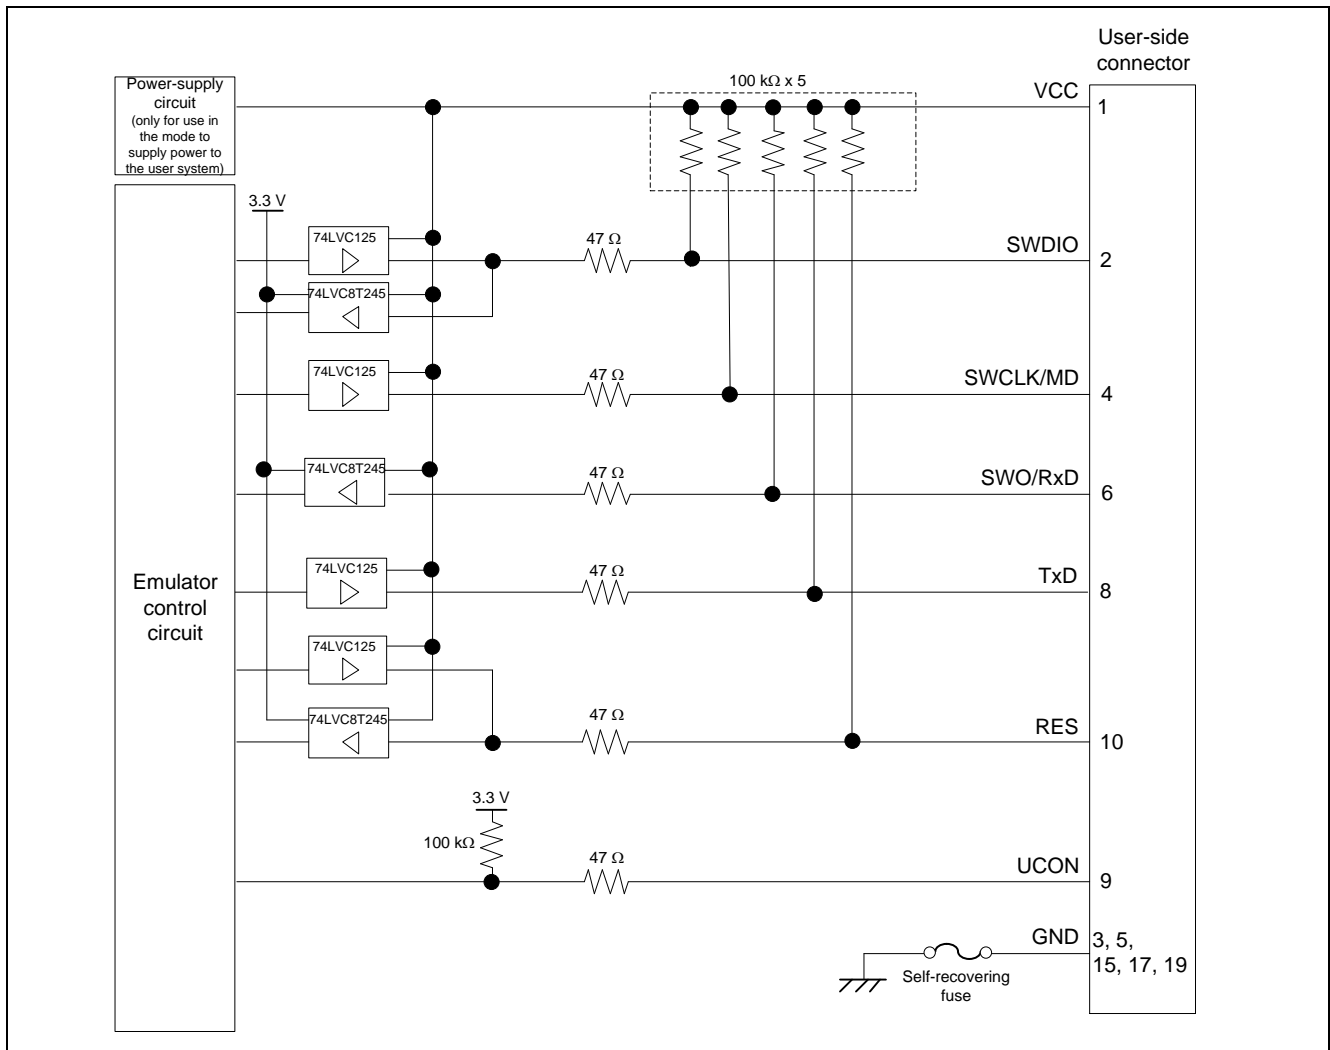 User-side
connector
Power-supply
circuit
(only for use in
the mode to
supply power to
the user system)
100 kΩ x 5
VCC
1
3.3 V
74LVC125
47 Ω
SWDIO
2
74LVC8T245
74LVC125
47 Ω
SWCLK/MD
4
74LVC8T245
47 Ω
SWO/RxD
6
Emulator
control
circuit
74LVC125
47 Ω
TxD
8
74LVC125
74LVC8T245
47 Ω
RES
10
3.3 V
100 kΩ
47 Ω
UCON
9
GND
3, 5,
15, 17, 19
Self-recovering
fuse